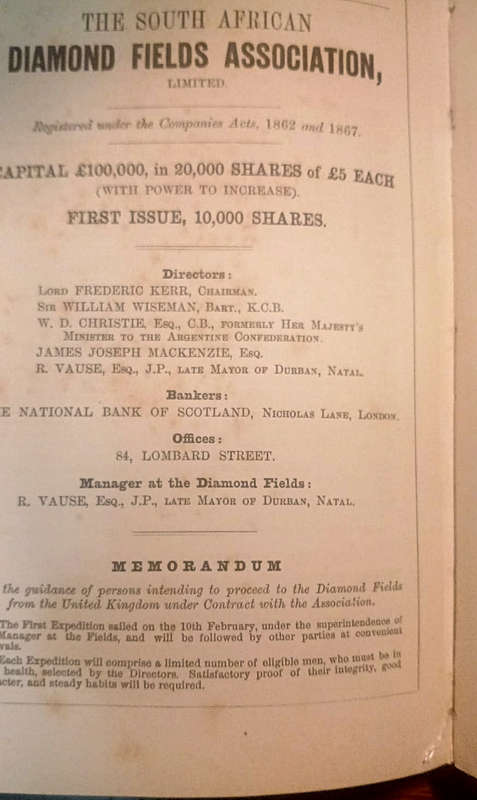 THE SOUTH AFRICAN
DIAMOND FIELDS ASSOCIATION,
LIMITED.
Registered under the Companies Acts, 1862 and 1867.
CAPITAL £100,000, in 20,000 SHARES of £5 EACH
(WITH POWER TO INCREASE).
FIRST ISSUE, 10,000 SHARES.
Directors:
LORD FREDERIC KERR, CHAIRMAN.
SIR WILLIAM WISEMAN, BART., K.C.B.
W. D. CHRISTIE, ESQ., C.B., FORMERLY HER MAJESTY'S
MINISTER TO THE ARGENTINE CONFEDERATION.
JAMES JOSEPH MACKENZIE, ESQ.
R. VAUSE, ESQ., J.P., LATE MAYOR OF DURBAN, NATAL.
Bankers:
E NATIONAL BANK OF SCOTLAND, NICHOLAS LANE, LONDON.
Offices:
84, LOMBARD STREET.
Manager at the Diamond Fields:
R. VAUSE, ESQ., J.P., LATE MAYOR OF DURBAN, NATAL.
MEMORANDUM
the guidance of persons intending to proceed to the Diamond Fields
from the United Kingdom under Contract with the Association.
The First Expedition sailed on the 10th February, under the superintendence of
Manager at the Fields, and will be followed by other parties at convenient
vals.
Each Expedition will comprise a limited number of eligible men, who must be in
health, selected by the Directors. Satisfactory proof of their integrity, good
acter, and steady habits will be required.